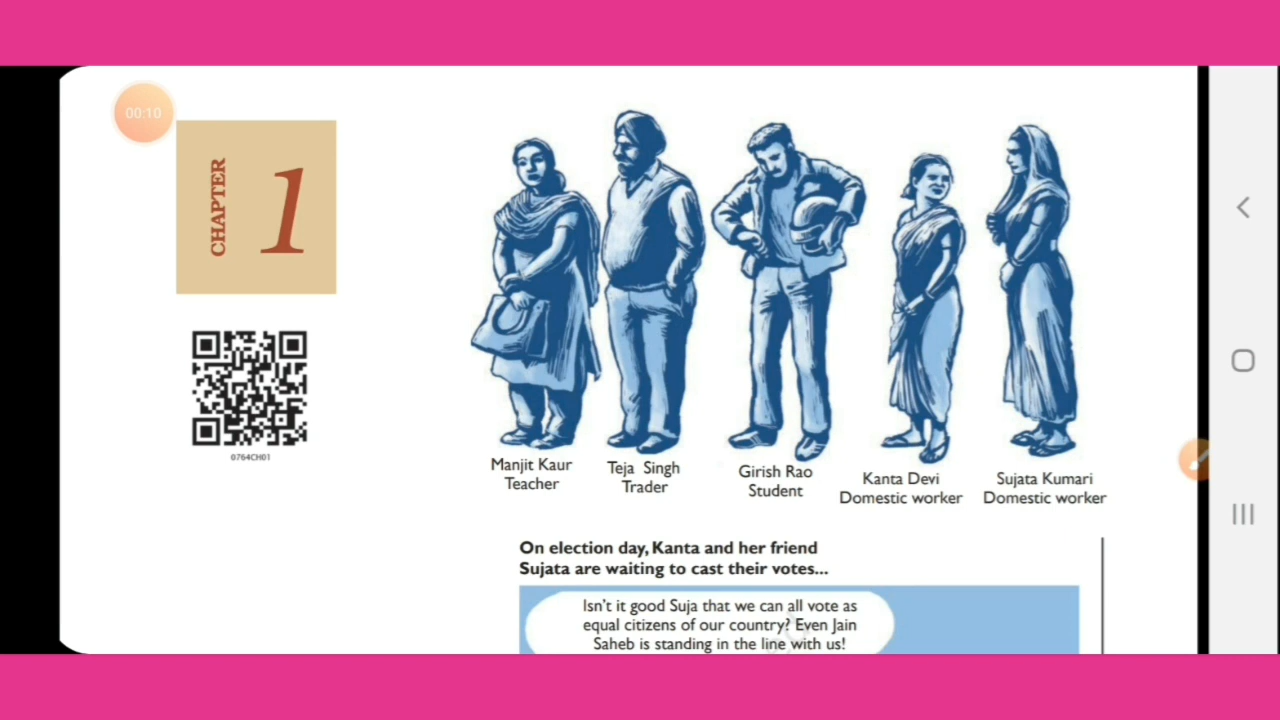 00:10
CHAPTER
1
0764CH01
Manjit Kaur
Teacher
Teja Singh
Trader
Girish Rao
Student
Kanta Devi
Domestic worker
Sujata Kumari
Domestic worker
On election day, Kanta and her friend
Sujata are waiting to cast their votes...
Isn't it good Suja that we can all vote as
equal citizens of our country? Even Jain
Saheb is standing in the line with us!